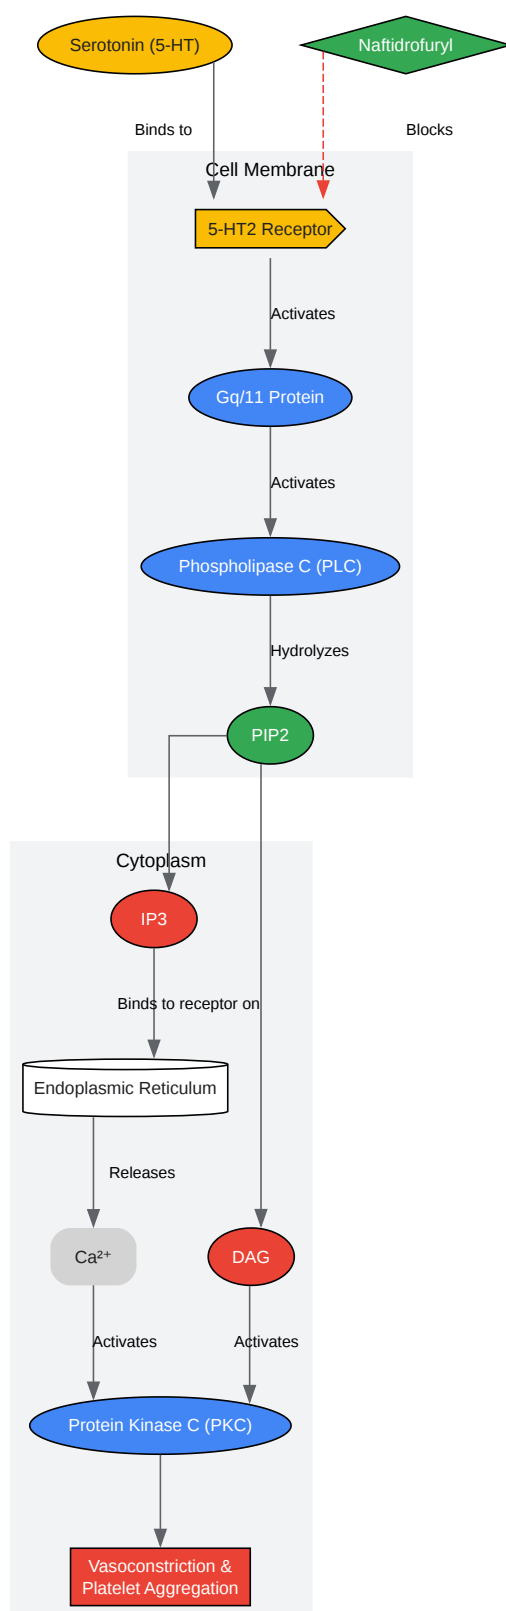 Serotonin (5-HT)
Naftidrofuryl
Binds to
Blocks
Cell Membrane
5-HT2 Receptor
Activates
Gq/11 Protein
Activates
Phospholipase C (PLC)
Hydrolyzes
PIP2
Cytoplasm
IP3
Binds to receptor on
Endoplasmic Reticulum
Releases
Ca²⁺
DAG
Activates
Activates
Protein Kinase C (PKC)
Vasoconstriction &
Platelet Aggregation